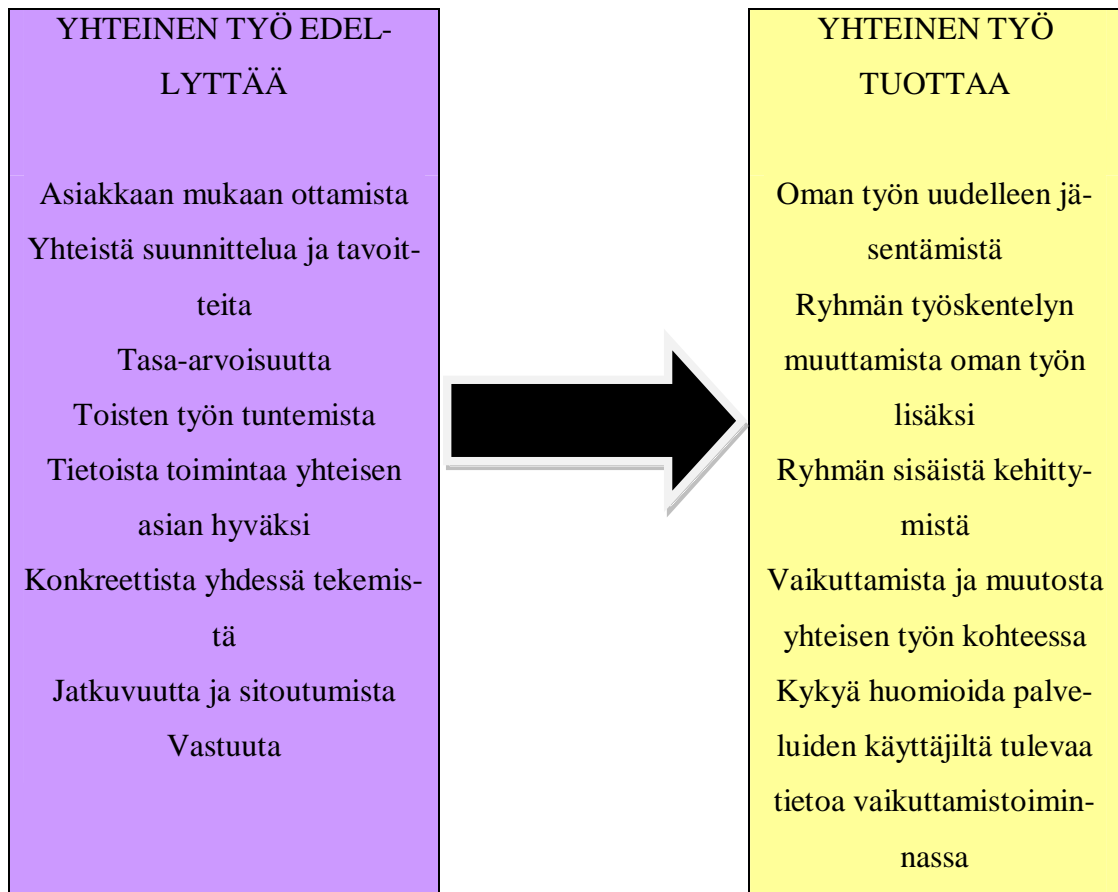 YHTEINEN TYÖ EDEL-
LYTTÄÄ
Asiakkaan mukaan ottamista
Yhteistä suunnittelua ja tavoit-
teita
Tasa-arvoisuutta
Toisten työn tuntemista
Tietoista toimintaa yhteisen
asian hyväksi
Konkreettista yhdessä tekemis-
tä
Jatkuvuutta ja sitoutumista
Vastuuta
YHTEINEN TYÖ
TUOTTAA
Oman työn uudelleen jä-
sentämistä
Ryhmän työskentelyn
muuttamista oman työn
lisäksi
Ryhmän sisäistä kehitty-
mistä
Vaikuttamista ja muutosta
yhteisen työn kohteessa
Kykyä huomioida palve-
luiden käyttäjiltä tulevaa
tietoa vaikuttamistoimin-
nassa